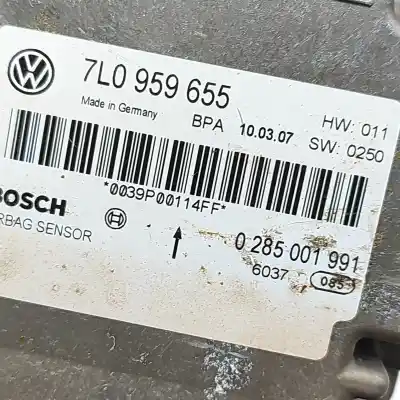 7L0 959 655
Made in Germany
BPA 10.03.07
HW: 011
SW: 0250
*0039P00114FF*
BOSCH
RBAG SENSOR
0 285 001 991
6037 085